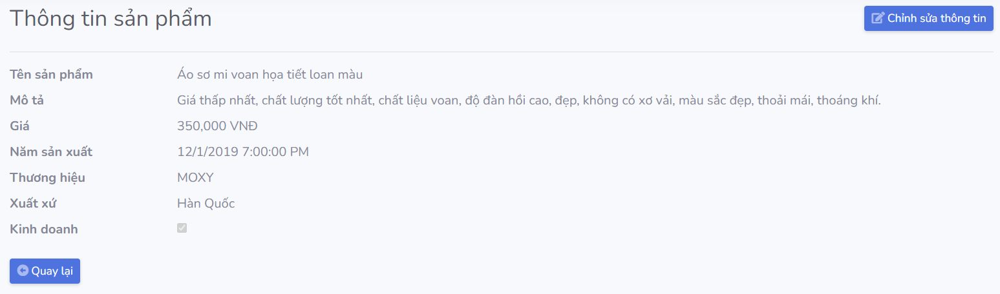 Thông tin sản phẩm
Chỉnh sửa thông tin
Tên sản phẩm Áo sơ mi voan họa tiết loan màu
Mô tả Giá thấp nhất, chất lượng tốt nhất, chất liệu voan, độ đàn hồi cao, đẹp, không có xơ vải, màu sắc đẹp, thoải mái, thoáng khí.
Giá 350,000 VNĐ
Năm sản xuất 12/1/2019 7:00:00 PM
Thương hiệu MOXY
Xuất xứ Hàn Quốc
Kinh doanh
Quay lại